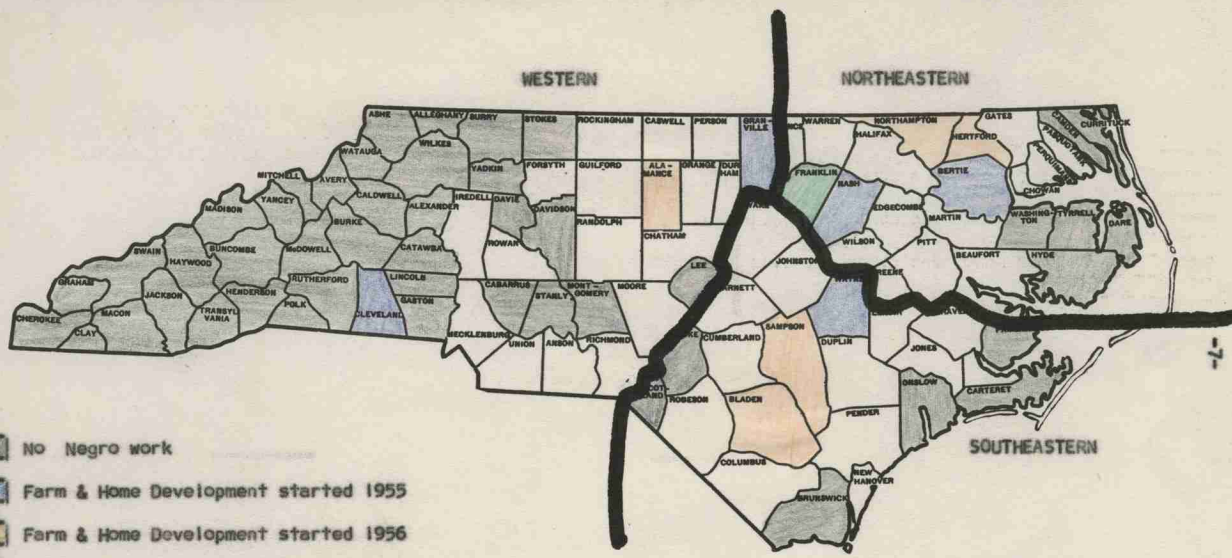 WESTERN
NORTHEASTERN
ASHE
ALLEGHANY
SURRY
STOKES
ROCKINGHAM
CASWELL
PERSON
GRAN-
VILLE
WARREN
HALIFAX
NORTHAMPTON
GATES
HERTFORD
CURRITUCK
CAMDEN
PASQUOTANK
PERQUIMANS
CHOWAN
WATAUGA
WILKES
YADKIN
FORSYTH
GUILFORD
ALA-
MANCE
ORANGE
DUR
HAM
FRANKLIN
NASH
BERTIE
MITCHELL
AVERY
CALDWELL
ALEXANDER
IREDELL
DAVIE
DAVIDSON
RANDOLPH
CHATHAM
EDGECOMBE
MARTIN
WASHING-
TON
TYRRELL
DARE
MADISON
YANCEY
BURKE
CATAWBA
ROWAN
JOHNSTON
WILSON
PITT
BEAUFORT
HYDE
SWAIN
HAYWOOD
BUNCOMBE
McDOWELL
LEE
GRAHAM
JACKSON
HENDERSON
RUTHERFORD
POLK
CLEVELAND
LINCOLN
GASTON
CABARRUS
STANLY
MONT-
GOMERY
MOORE
CHEROKEE
CLAY
MACON
TRANSYL
VANIA
MECKLENBURG
UNION
ANSON
RICHMOND
CUMBERLAND
SAMPSON
DUPLIN
JONES
ROBESON
BLADEN
PENDER
ONSLOW
CARTERET
COLUMBUS
NEW
HANOVER
BRUNSWICK
SOUTHEASTERN
-7-
No Negro work
Farm & Home Development started 1955
Farm & Home Development started 1956